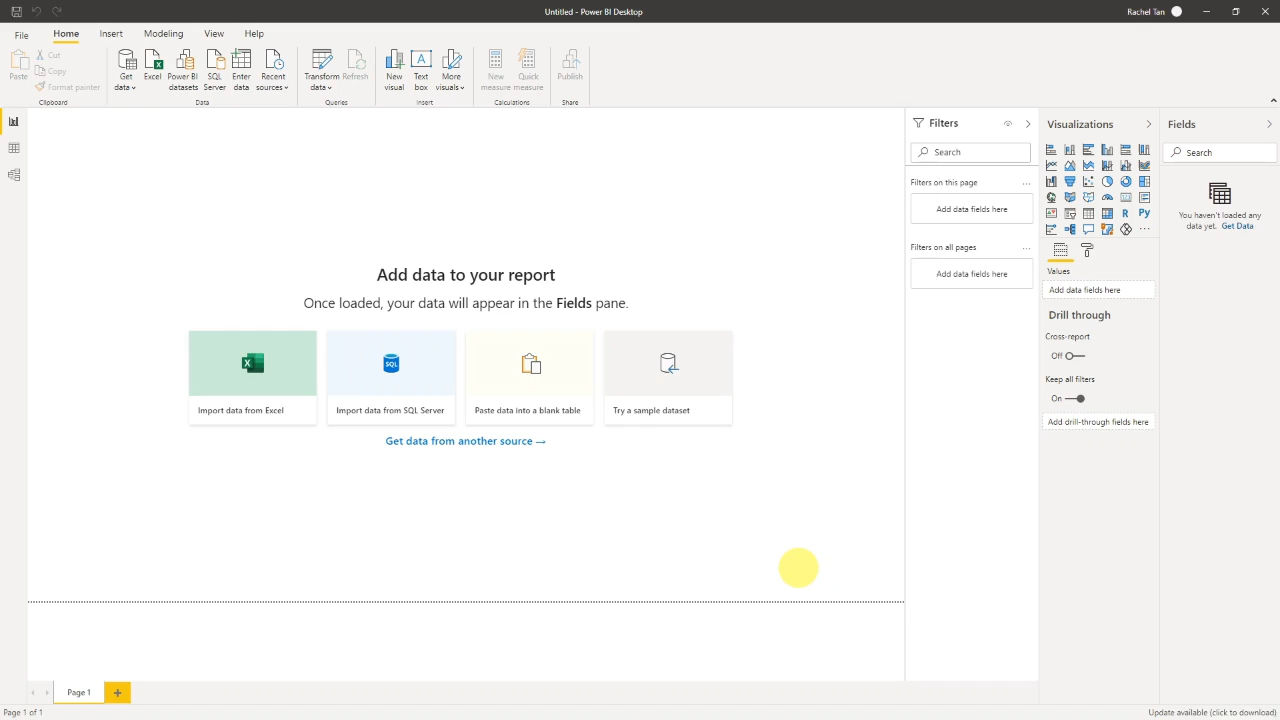 Untitled - Power BI Desktop
Rachel Tan
File
Home
Insert
Modeling
View
Help
Paste
Cut
Copy
Format painter
Clipboard
Get data
Excel
Power BI datasets
SQL Server
Enter data
Recent sources
Data
Transform data
Refresh
Queries
New visual
Text box
More visuals
Insert
New measure
Quick measure
Calculations
Publish
Share
Add data to your report
Once loaded, your data will appear in the Fields pane.
SQL
Import data from Excel
Import data from SQL Server
Paste data into a blank table
Try a sample dataset
Get data from another source →
Filters
Search
Filters on this page
Add data fields here
Filters on all pages
Add data fields here
Visualizations
R
Py
Values
Add data fields here
Drill through
Cross-report
Off
Keep all filters
On
Add drill-through fields here
Fields
Search
You haven't loaded any
data yet. Get Data
Page 1
Page 1 of 1
Update available (click to download)